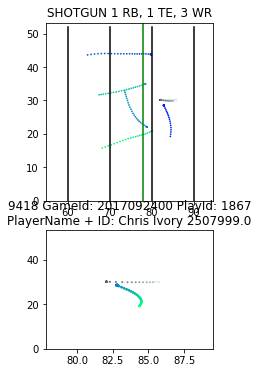 SHOTGUN 1 RB, 1 TE, 3 WR
50
40
30
20
10
0
60 70 80 90
9418 GameId: 2017092400 PlayId: 1867
PlayerName + ID: Chris Ivory 2507999.0
40
20
0
80.0 82.5 85.0 87.5